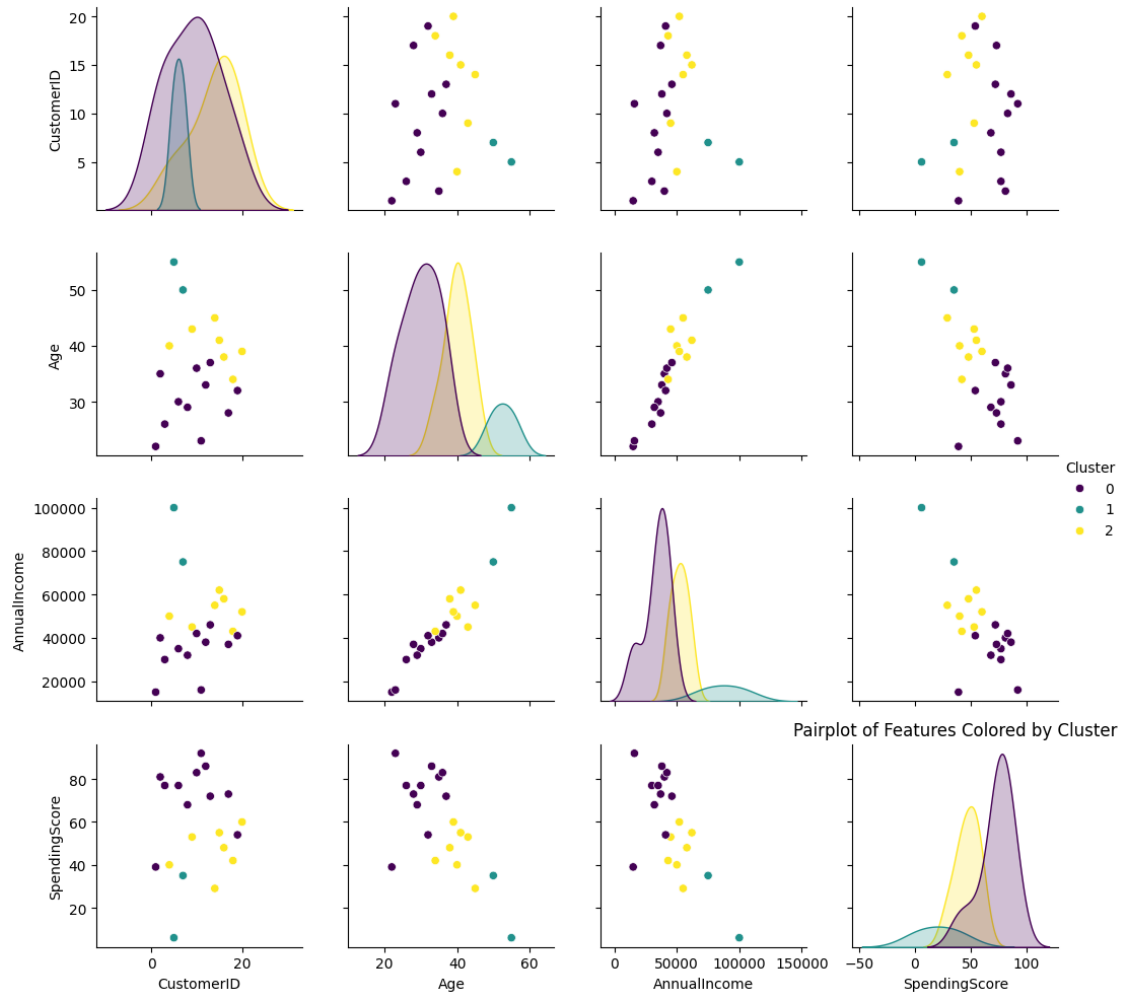 20
15
10
5
CustomerID
50
40
30
Age
Cluster
0
1
2
100000
80000
60000
40000
20000
AnnualIncome
Pairplot of Features Colored by Cluster
80
60
40
20
SpendingScore
0 20
CustomerID
20 40 60
Age
0 50000 100000 150000
AnnualIncome
−50 0 50 100
SpendingScore